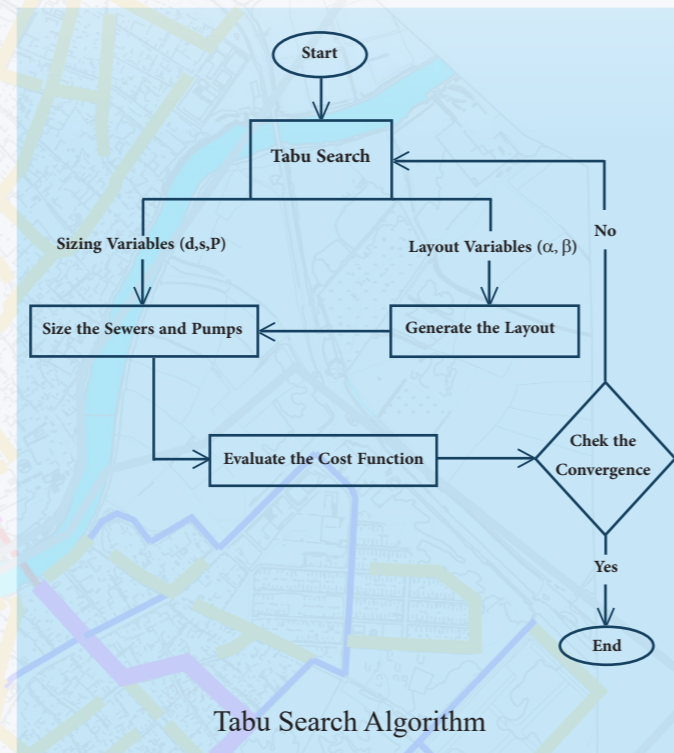 Start
Tabu Search
No
Sizing Variables (d,s,P)
Layout Variables (α, β)
Size the Sewers and Pumps
Generate the Layout
Evaluate the Cost Function
Chek the
Convergence
Yes
End
Tabu Search Algorithm